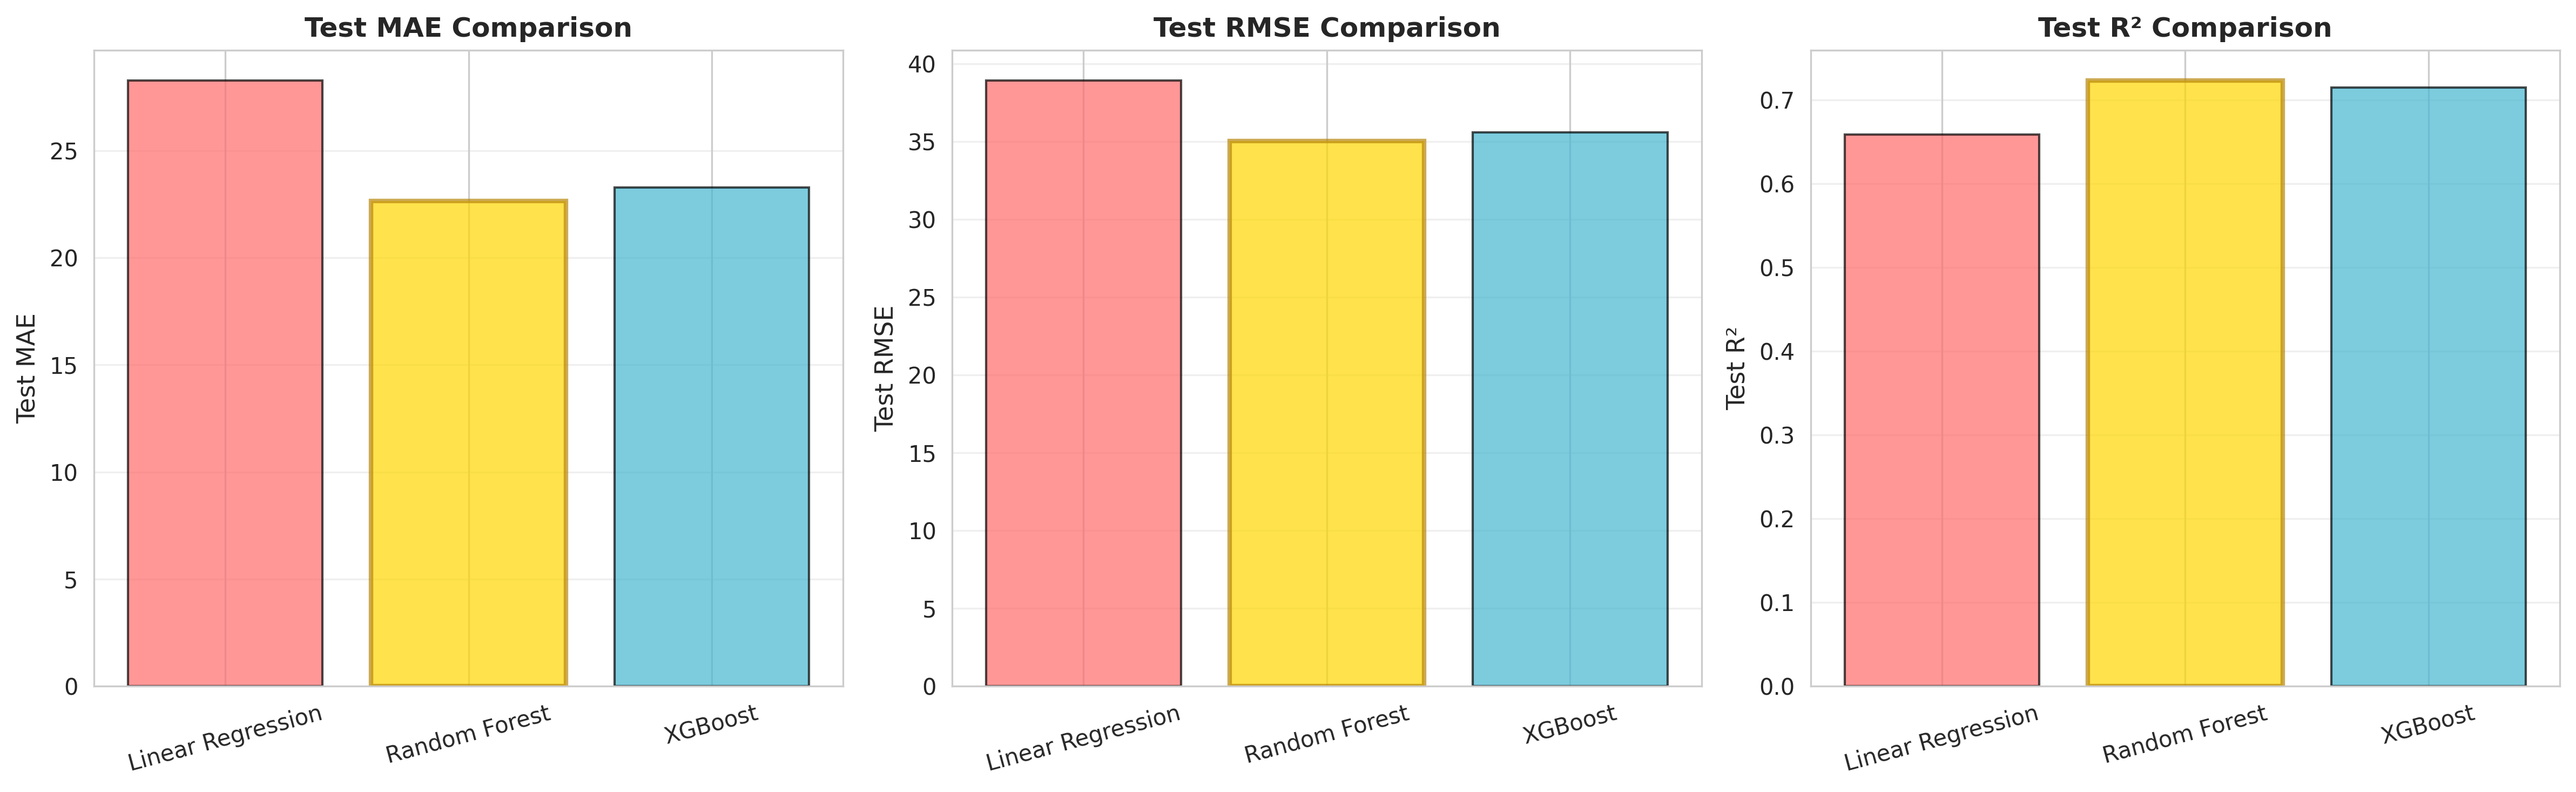 Test MAE Comparison
Test MAE
25
20
15
10
5
0
Linear Regression
Random Forest
XGBoost
Test RMSE Comparison
Test RMSE
40
35
30
25
20
15
10
5
0
Linear Regression
Random Forest
XGBoost
Test R² Comparison
Test R²
0.7
0.6
0.5
0.4
0.3
0.2
0.1
0.0
Linear Regression
Random Forest
XGBoost